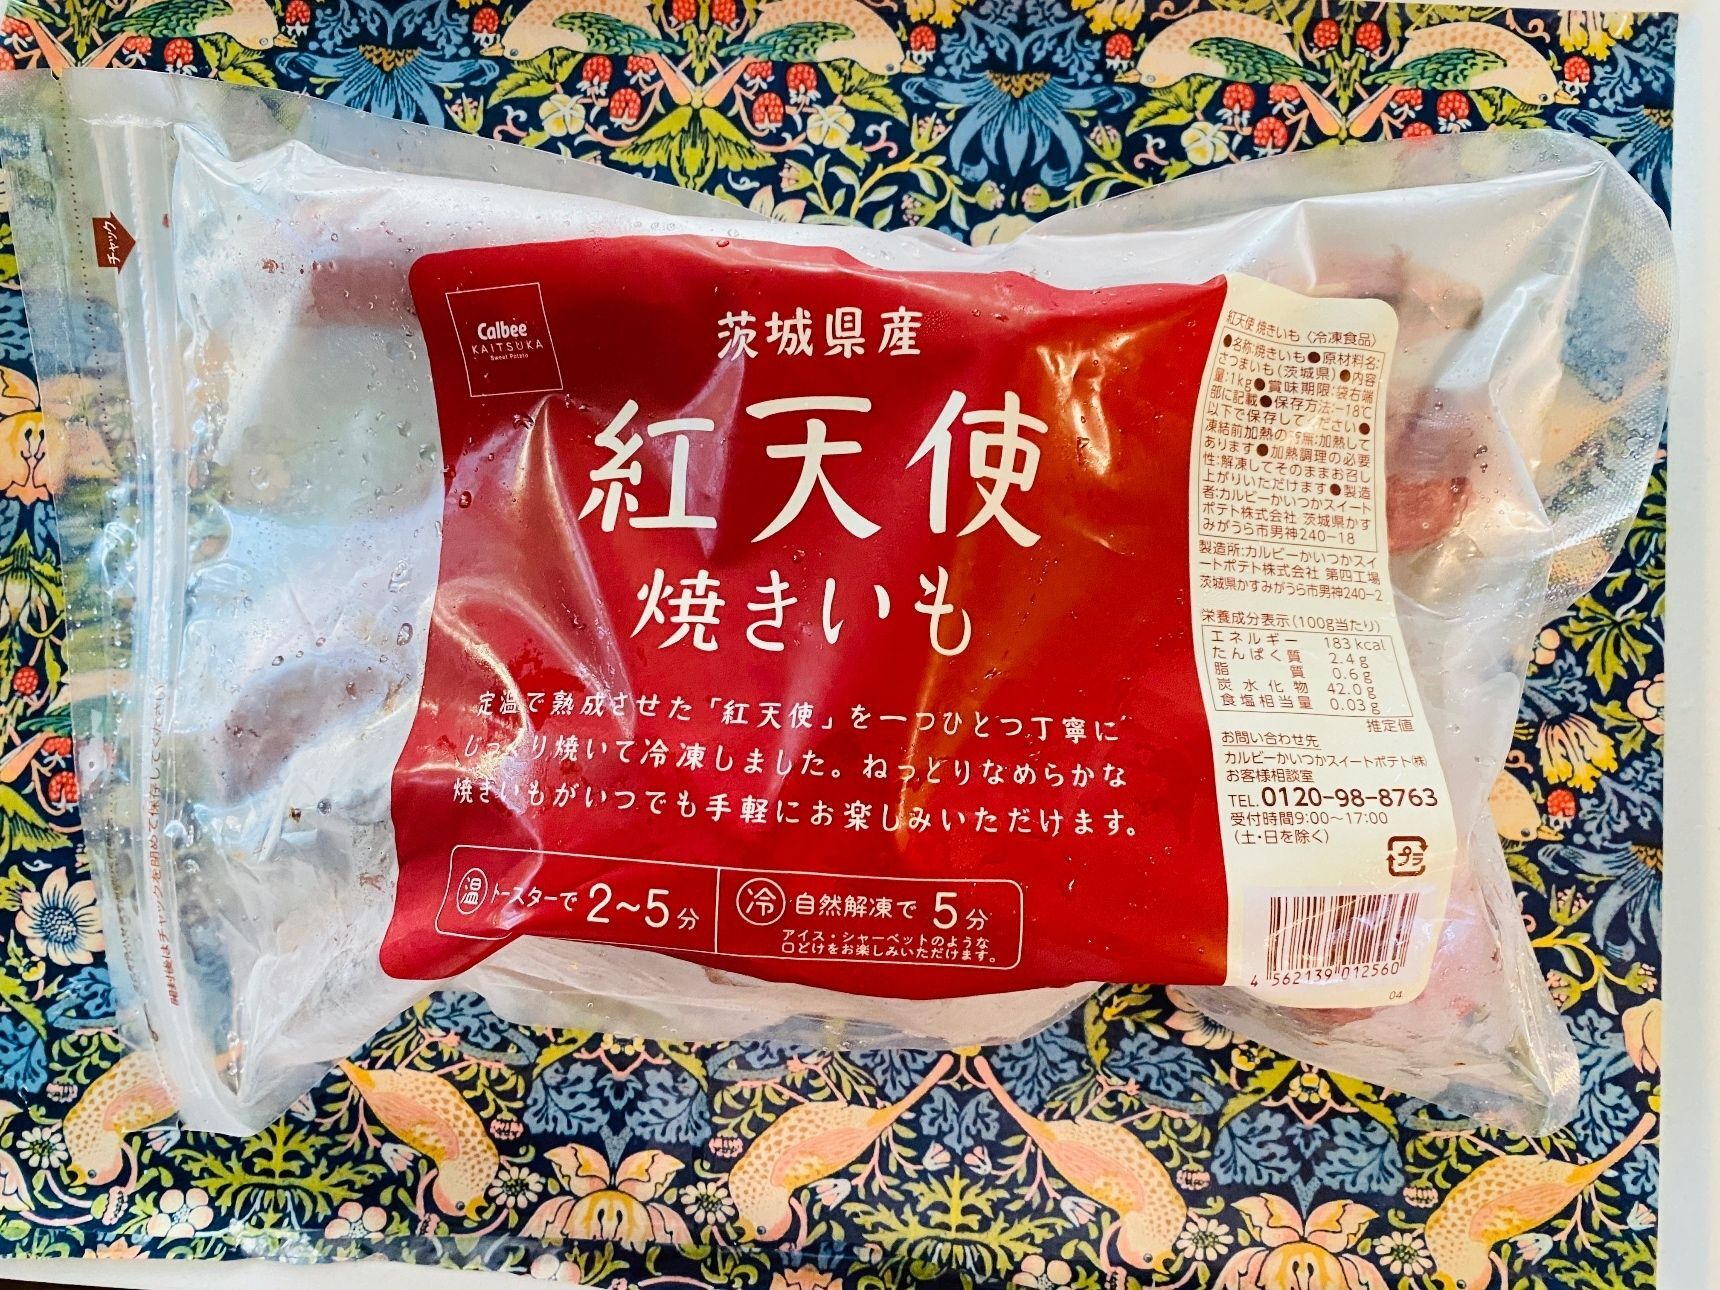 チャック
Calbee
KAITSUKA
Sweet Potato
茨城県産
紅天使
焼きいも
定温で熟成させた「紅天使」を一つひとつ丁寧に
じっくり焼いて冷凍しました。ねっとりなめらかな
焼きいもがいつでも手軽にお楽しみいただけます。
温 トースターで 2~5分
冷 自然解凍で 5分
アイス・シャーベットのような
口どけをお楽しみいただけます。
紅天使 焼きいも〈冷凍食品〉
●名称:焼きいも●原材料名:
さつまいも(茨城県)●内容
量:1kg●賞味期限:袋右端
部に記載●保存方法:-18℃
以下で保存してください●
凍結前加熱の有無:加熱して
あります●加熱調理の必要
性:解凍してそのままお召し
上がりいただけます●製造
者:カルビーかいつかスイート
ポテト株式会社 茨城県かす
みがうら市男神240-18
製造所:カルビーかいつかスイ
ートポテト株式会社 第四工場
茨城県かすみがうら市男神240-2
栄養成分表示(100g当たり)
エネルギー 183kcal
たんぱく質 2.4g
脂質 0.6g
炭水化物 42.0g
食塩相当量 0.03g
推定値
お問い合わせ先
カルビーかいつかスイートポテト㈱
お客様相談室
TEL.0120-98-8763
受付時間9:00~17:00
(土・日を除く)
プラ
4 562139 012560
04
開封後はチャックを閉めて保存してください